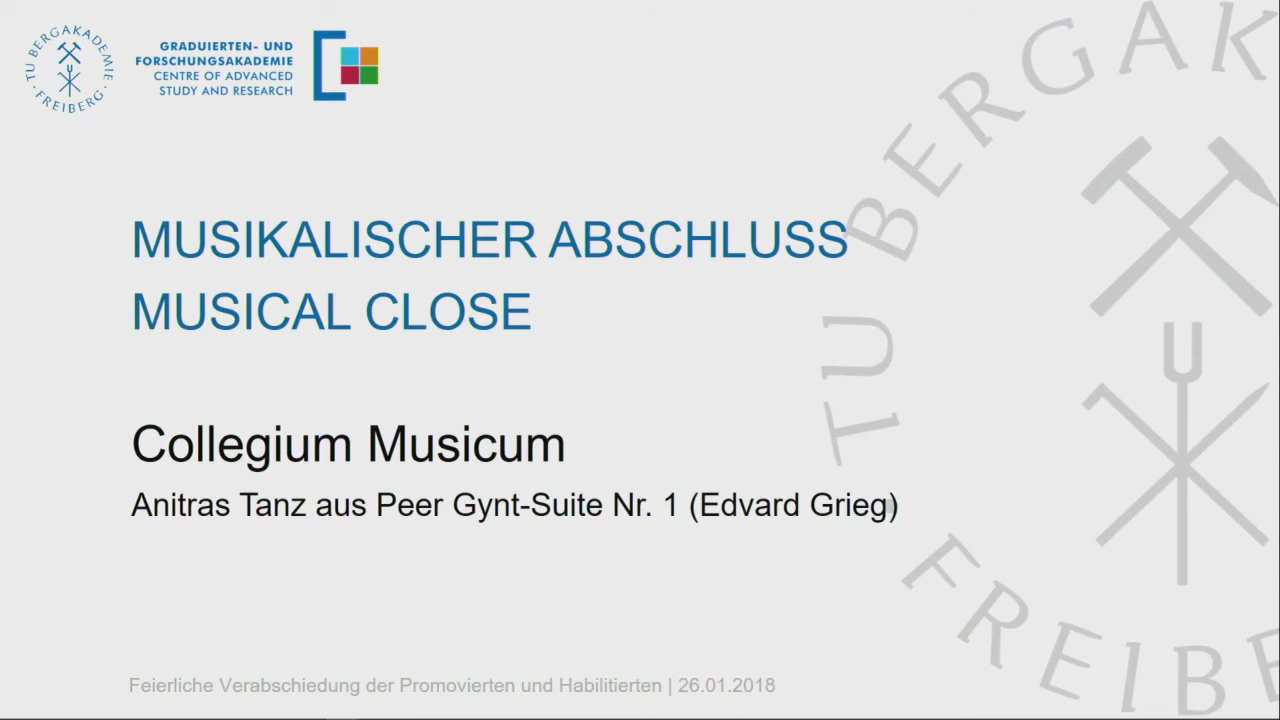 TU BERGAKADEMIE
FREIBERG
GRADUIERTEN- UND
FORSCHUNGSAKADEMIE
CENTRE OF ADVANCED
STUDY AND RESEARCH
MUSIKALISCHER ABSCHLUSS
MUSICAL CLOSE
Collegium Musicum
Anitras Tanz aus Peer Gynt-Suite Nr. 1 (Edvard Grieg)
Feierliche Verabschiedung der Promovierten und Habilitierten | 26.01.2018
TU BERGAK
FREIBE